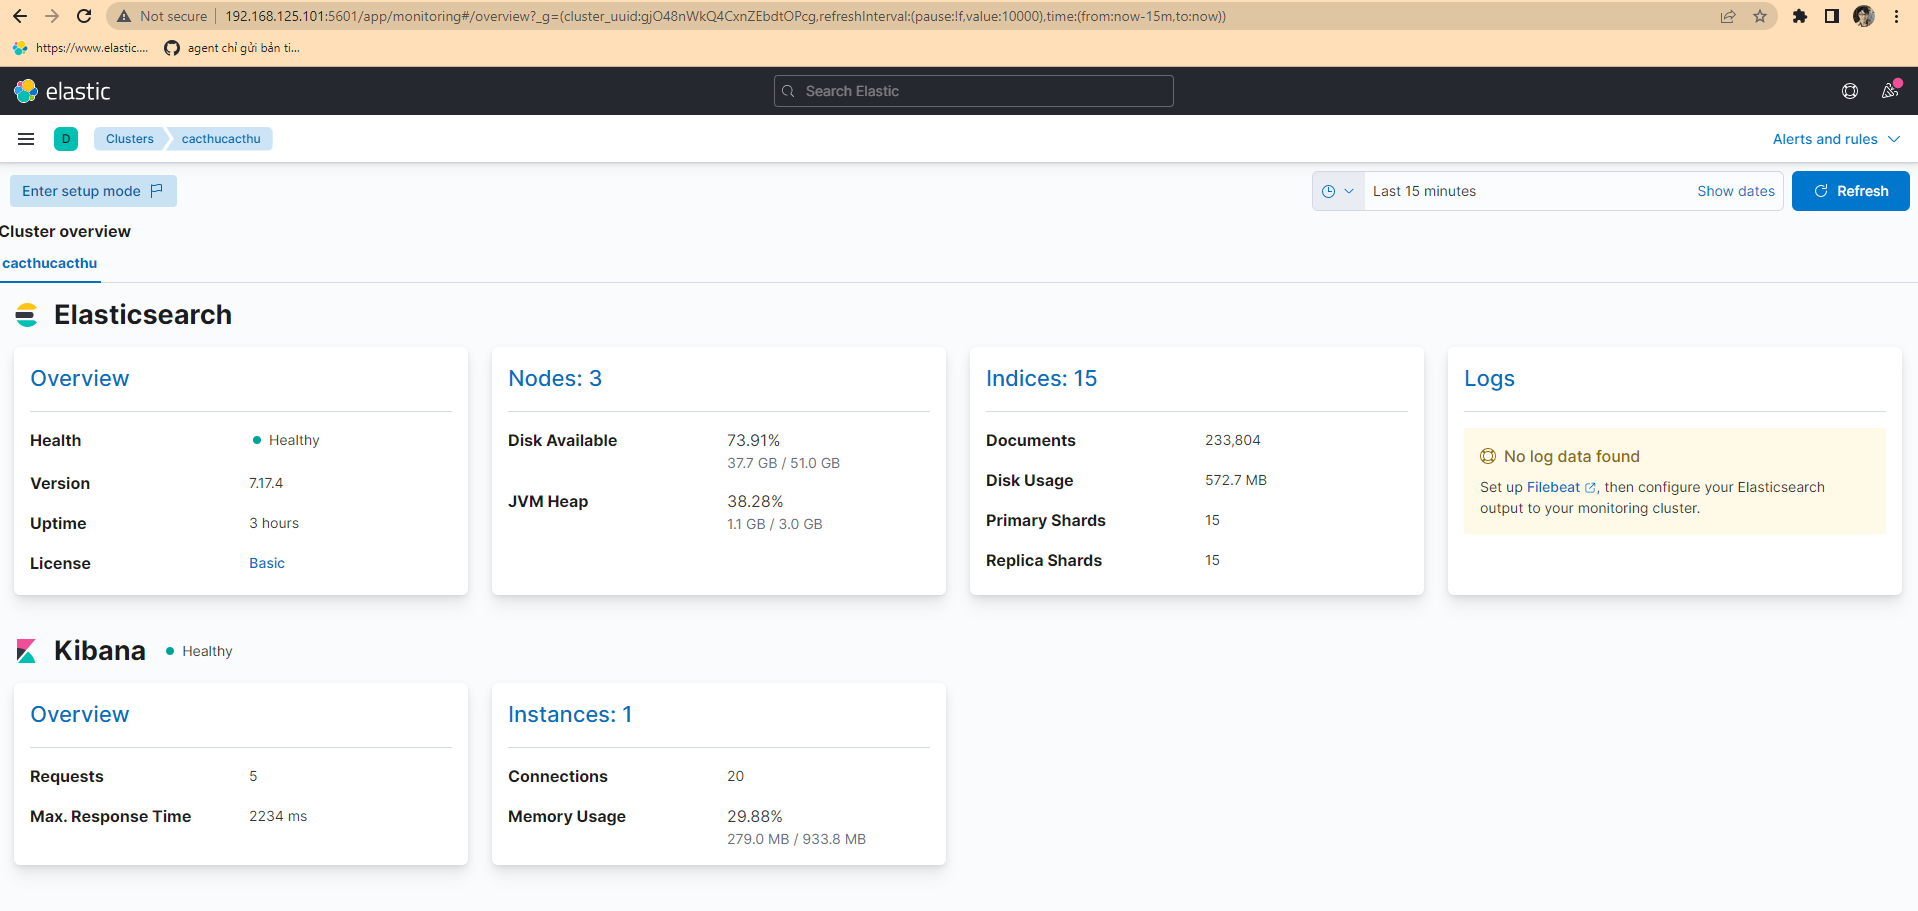 Not secure 192.168.125.101:5601/app/monitoring#/overview?_g=(cluster_uuid:gjO48nWkQ4CxnZEbdtOPcg,refreshInterval:(pause:!f,value:10000),time:(from:now-15m,to:now))
https://www.elastic.... agent chỉ gửi bản ti...
elastic Search Elastic
D Clusters cacthucacthu Alerts and rules
Enter setup mode Last 15 minutes Show dates Refresh
Cluster overview
cacthucacthu
Elasticsearch
Overview
Health Healthy
Version 7.17.4
Uptime 3 hours
License Basic
Nodes: 3
Disk Available 73.91%
37.7 GB / 51.0 GB
JVM Heap 38.28%
1.1 GB / 3.0 GB
Indices: 15
Documents 233,804
Disk Usage 572.7 MB
Primary Shards 15
Replica Shards 15
Logs
No log data found
Set up Filebeat , then configure your Elasticsearch
output to your monitoring cluster.
Kibana Healthy
Overview
Requests 5
Max. Response Time 2234 ms
Instances: 1
Connections 20
Memory Usage 29.88%
279.0 MB / 933.8 MB